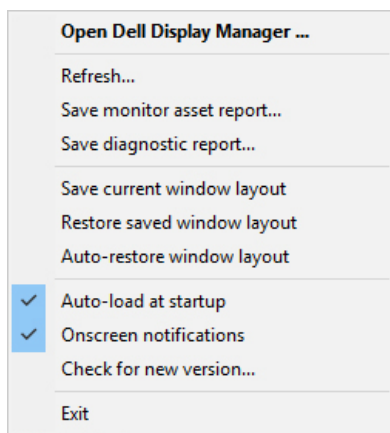 Open Dell Display Manager ...
Refresh...
Save monitor asset report...
Save diagnostic report...
Save current window layout
Restore saved window layout
Auto-restore window layout
Auto-load at startup
Onscreen notifications
Check for new version...
Exit